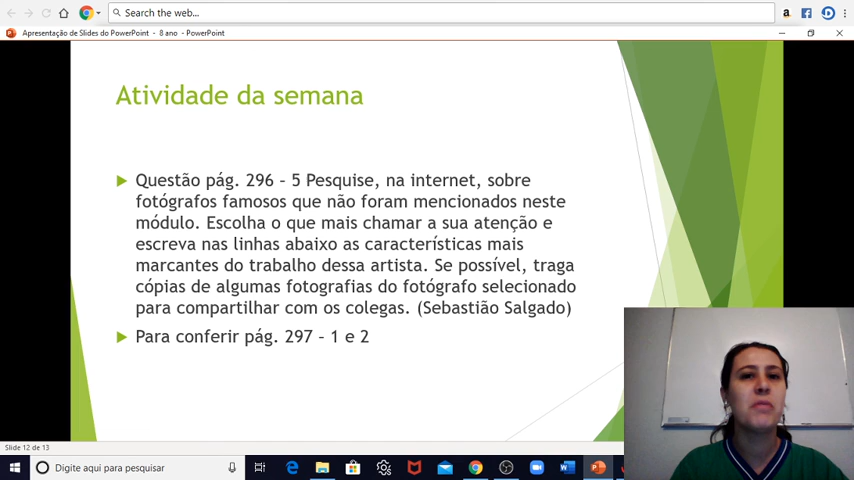 Search the web...
Apresentação de Slides do PowerPoint - 8 ano - PowerPoint
Atividade da semana
Questão pág. 296 – 5 Pesquise, na internet, sobre
fotógrafos famosos que não foram mencionados neste
módulo. Escolha o que mais chamar a sua atenção e
escreva nas linhas abaixo as características mais
marcantes do trabalho dessa artista. Se possível, traga
cópias de algumas fotografias do fotógrafo selecionado
para compartilhar com os colegas. (Sebastião Salgado)
Para conferir pág. 297 – 1 e 2
Slide 12 de 13
Digite aqui para pesquisar